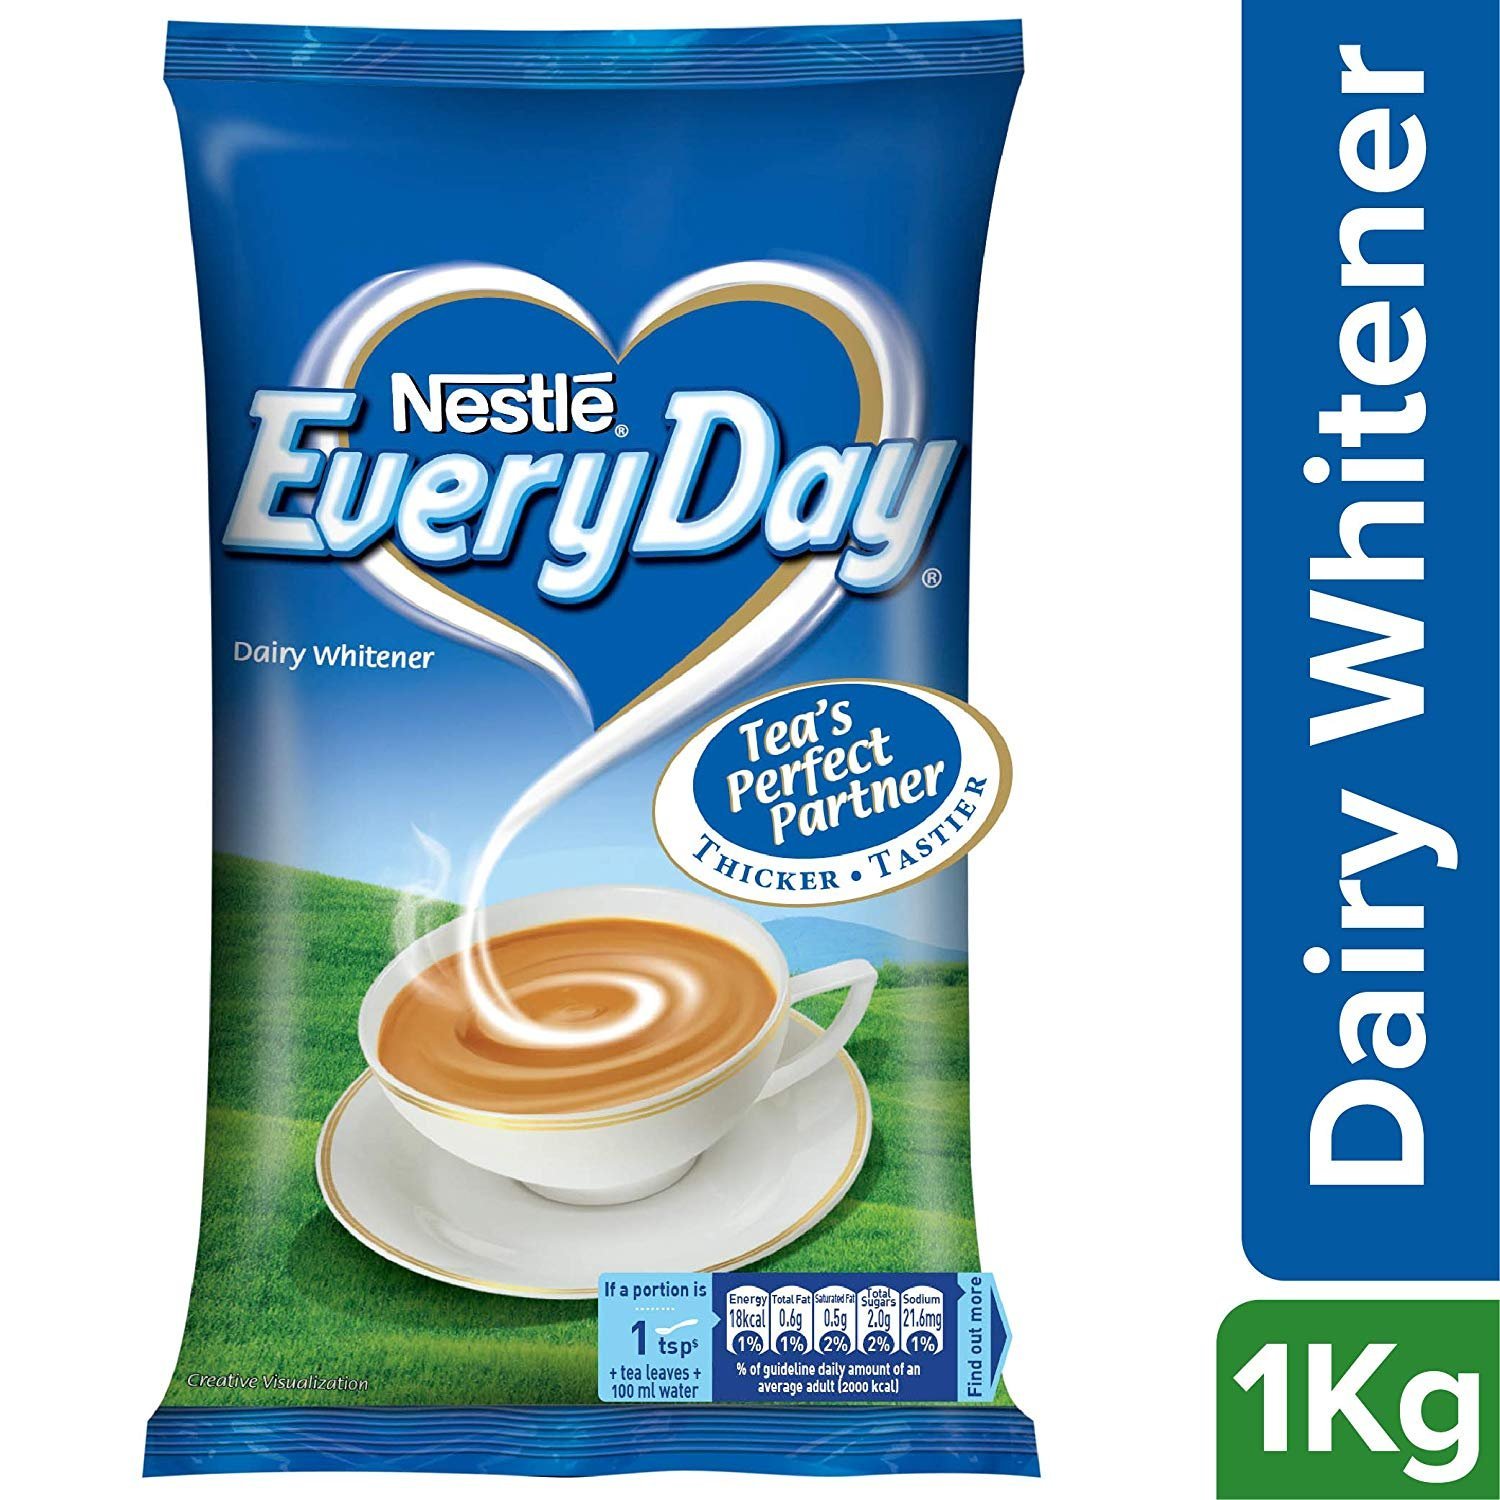 Nestlé®
EveryDay®
Dairy Whitener
Tea's
Perfect
Partner
THICKER • TASTIER
If a portion is
1 tsp$
+ tea leaves +
100 ml water
Energy Total Fat Saturated Fat Total Sugars Sodium
18kcal 0.6g 0.5g 2.0g 21.6mg
1% 1% 2% 2% 1%
% of guideline daily amount of an
average adult (2000 kcal)
Find out more
Creative Visualization
Dairy Whitener
1Kg